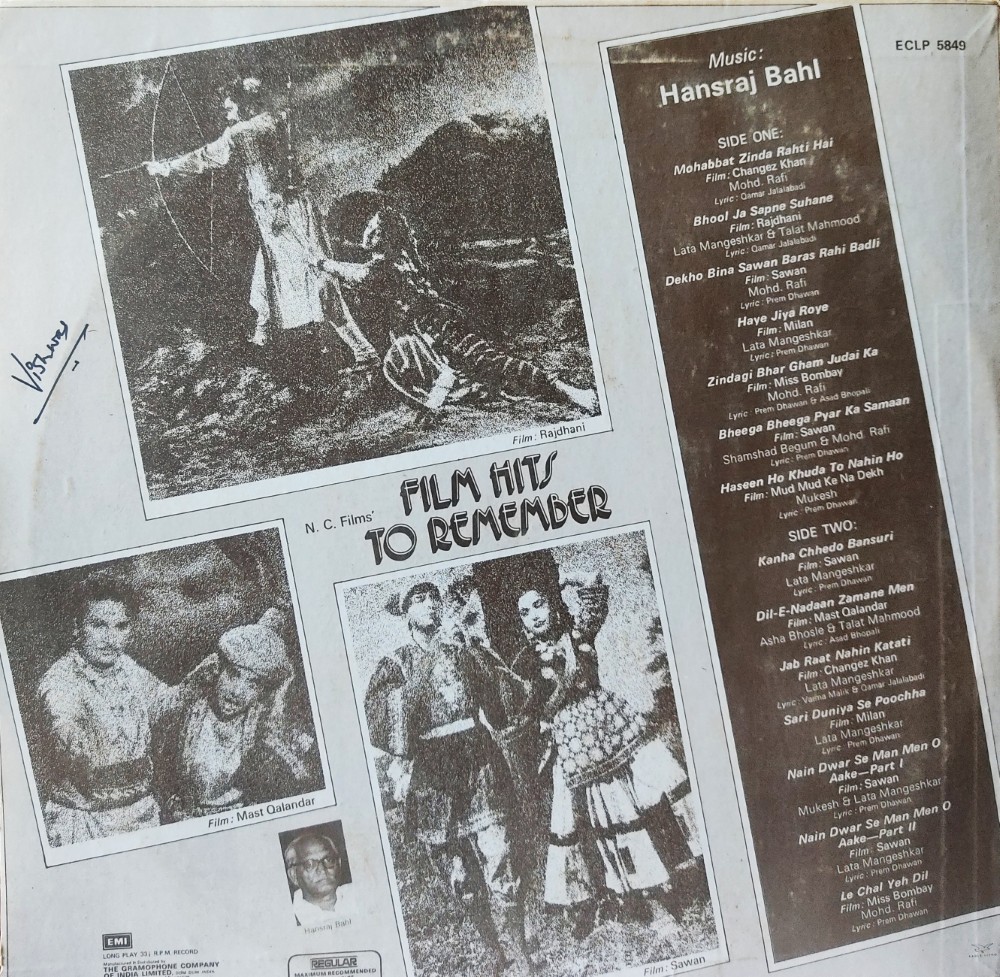 ECLP 5849
Music:
Hansraj Bahl
SIDE ONE:
Mohabbat Zinda Rahti Hai
Film: Changez Khan
Mohd. Rafi
Lyric: Qamar Jalalabadi
Bhool Ja Sapne Suhane
Film: Rajdhani
Lata Mangeshkar & Talat Mahmood
Lyric: Qamar Jalalabadi
Dekho Bina Sawan Baras Rahi Badli
Film: Sawan
Mohd. Rafi
Lyric: Prem Dhawan
Haye Jiya Roye
Film: Milan
Lata Mangeshkar
Lyric: Prem Dhawan
Zindagi Bhar Gham Judai Ka
Film: Miss Bombay
Mohd. Rafi
Lyric: Prem Dhawan & Asad Bhopali
Bheega Bheega Pyar Ka Samaan
Film: Sawan
Shamshad Begum & Mohd. Rafi
Lyric: Prem Dhawan
Haseen Ho Khuda To Nahin Ho
Film: Mud Mud Ke Na Dekh
Mukesh
Lyric: Prem Dhawan
SIDE TWO:
Kanha Chhedo Bansuri
Film: Sawan
Lata Mangeshkar
Lyric: Prem Dhawan
Dil-E-Nadaan Zamane Men
Film: Mast Qalandar
Asha Bhosle & Talat Mahmood
Lyric: Asad Bhopali
Jab Raat Nahin Katati
Film: Changez Khan
Lata Mangeshkar
Lyric: Varma Malik & Qamar Jalalabadi
Sari Duniya Se Poochha
Film: Milan
Lata Mangeshkar
Lyric: Prem Dhawan
Nain Dwar Se Man Men O
Aake—Part I
Film: Sawan
Mukesh & Lata Mangeshkar
Lyric: Prem Dhawan
Nain Dwar Se Man Men O
Aake—Part II
Film: Sawan
Lata Mangeshkar
Lyric: Prem Dhawan
Le Chal Yeh Dil
Film: Miss Bombay
Mohd. Rafi
Lyric: Prem Dhawan
Film: Rajdhani
N. C. Films'
FILM HITS
TO REMEMBER
Film: Mast Qalandar
Hansraj Bahl
Film: Sawan
EMI
LONG PLAY 33⅓ R.P.M. RECORD
Manufactured & Distributed by
THE GRAMOPHONE COMPANY
OF INDIA LIMITED,
REGULAR
MAXIMUM RECOMMENDED